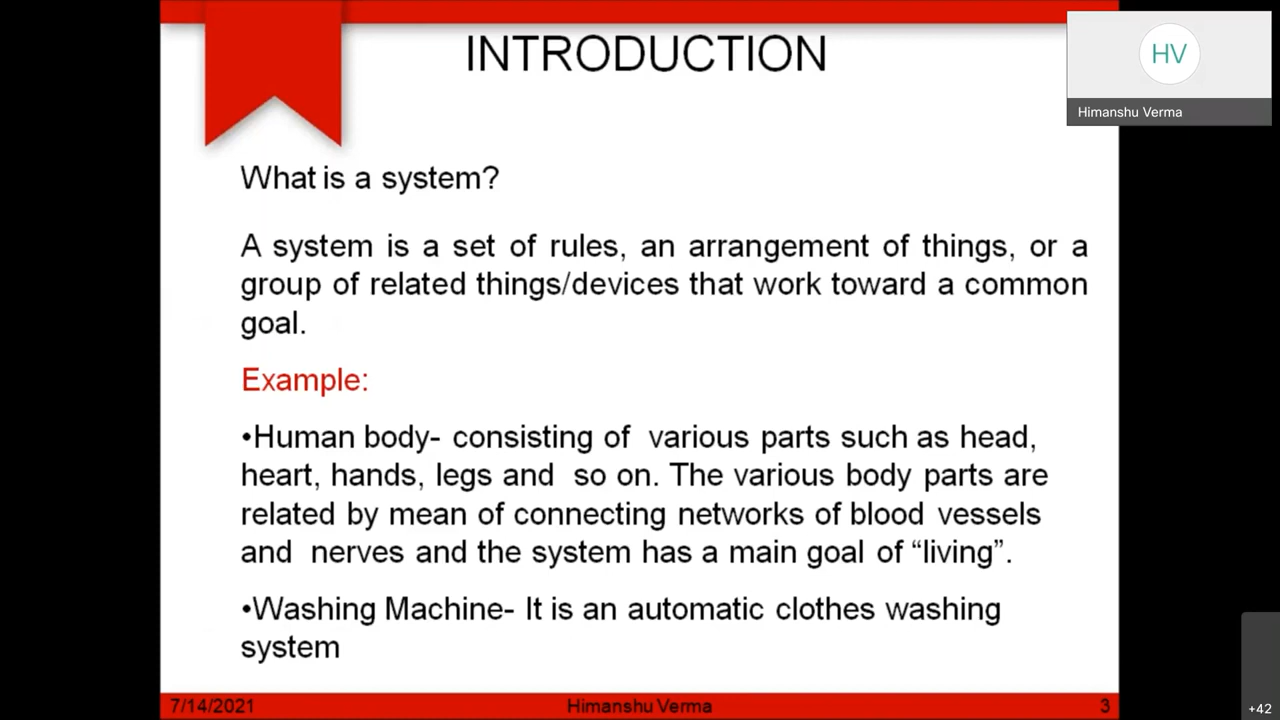 INTRODUCTION
HV
Himanshu Verma
What is a system?
A system is a set of rules, an arrangement of things, or a
group of related things/devices that work toward a common
goal.
Example:
•Human body- consisting of various parts such as head,
heart, hands, legs and so on. The various body parts are
related by mean of connecting networks of blood vessels
and nerves and the system has a main goal of “living”.
•Washing Machine- It is an automatic clothes washing
system
7/14/2021
Himanshu Verma
3
+42